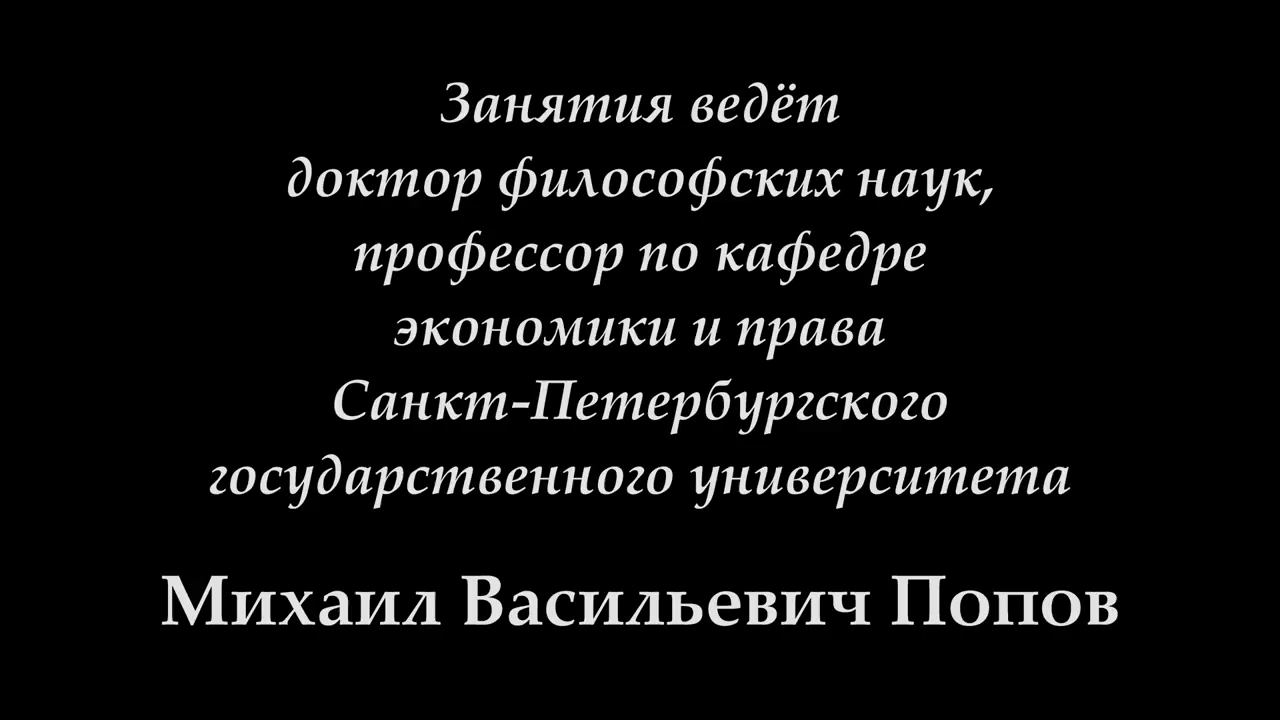 Занятия ведёт
доктор философских наук,
профессор по кафедре
экономики и права
Санкт-Петербургского
государственного университета
Михаил Васильевич Попов